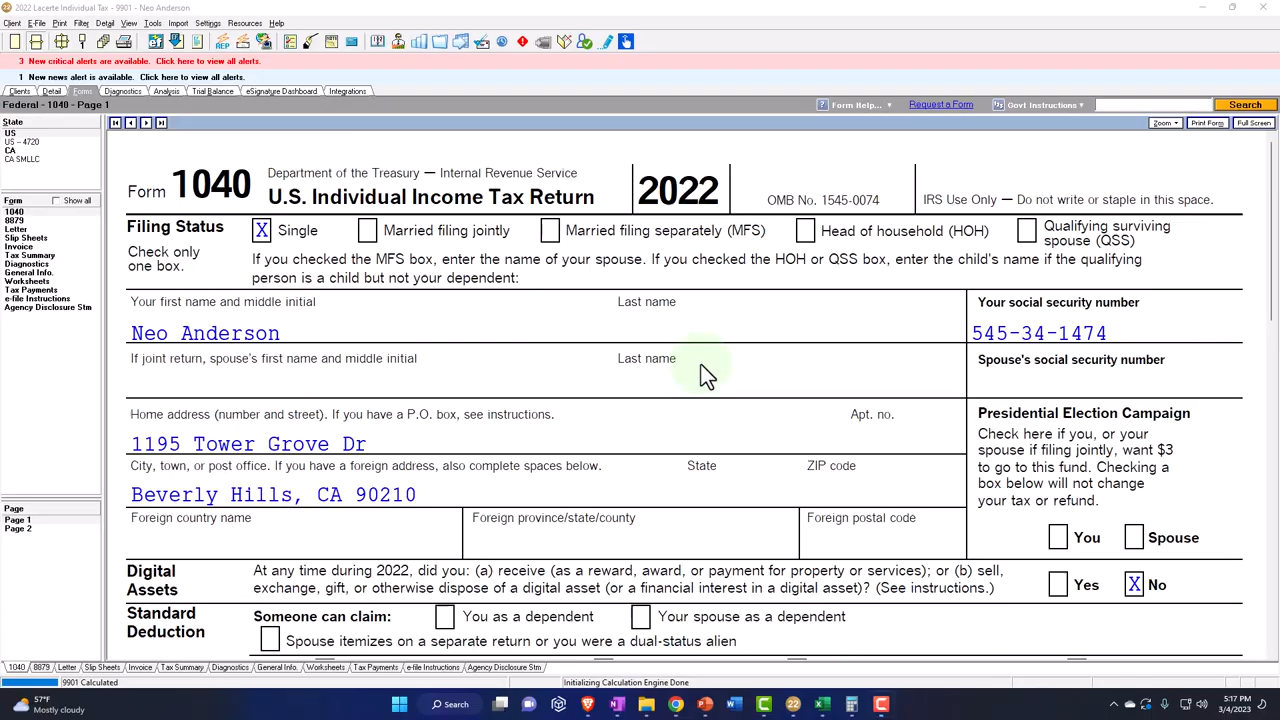 2022 Lacerte Individual Tax - 9901 - Neo Anderson
Client E-File Print Filter Detail View Tools Import Settings Resources Help
REP
3 New critical alerts are available. Click here to view all alerts.
1 New news alert is available. Click here to view all alerts.
Clients Detail Forms Diagnostics Analysis Trial Balance eSignature Dashboard Integrations
Federal - 1040 - Page 1
Form Help... Request a Form Govt Instructions Search
State
US
US - 4720
CA
CA SMLLC
Zoom Print Form Full Screen
Form Show all
1040
8879
Letter
Slip Sheets
Invoice
Tax Summary
Diagnostics
General Info.
Worksheets
Tax Payments
e-file Instructions
Agency Disclosure Stm
Page
Page 1
Page 2
Form 1040
Department of the Treasury — Internal Revenue Service
U.S. Individual Income Tax Return
2022
OMB No. 1545-0074
IRS Use Only — Do not write or staple in this space.
Filing Status
Check only
one box.
X Single Married filing jointly Married filing separately (MFS) Head of household (HOH) Qualifying surviving
spouse (QSS)
If you checked the MFS box, enter the name of your spouse. If you checked the HOH or QSS box, enter the child's name if the qualifying
person is a child but not your dependent:
Your first name and middle initial Last name Your social security number
Neo Anderson 545-34-1474
If joint return, spouse's first name and middle initial Last name Spouse's social security number
Home address (number and street). If you have a P.O. box, see instructions. Apt. no.
1195 Tower Grove Dr
City, town, or post office. If you have a foreign address, also complete spaces below. State ZIP code
Beverly Hills, CA 90210
Foreign country name Foreign province/state/county Foreign postal code
Presidential Election Campaign
Check here if you, or your
spouse if filing jointly, want $3
to go to this fund. Checking a
box below will not change
your tax or refund.
You Spouse
Digital
Assets
At any time during 2022, did you: (a) receive (as a reward, award, or payment for property or services); or (b) sell,
exchange, gift, or otherwise dispose of a digital asset (or a financial interest in a digital asset)? (See instructions.)
Yes X No
Standard
Deduction
Someone can claim: You as a dependent Your spouse as a dependent
Spouse itemizes on a separate return or you were a dual-status alien
1040 8879 Letter Slip Sheets Invoice Tax Summary Diagnostics General Info. Worksheets Tax Payments e-file Instructions Agency Disclosure Stm
9901 Calculated Initializing Calculation Engine Done
57°F
Mostly cloudy
Search
22
5:17 PM
3/4/2023